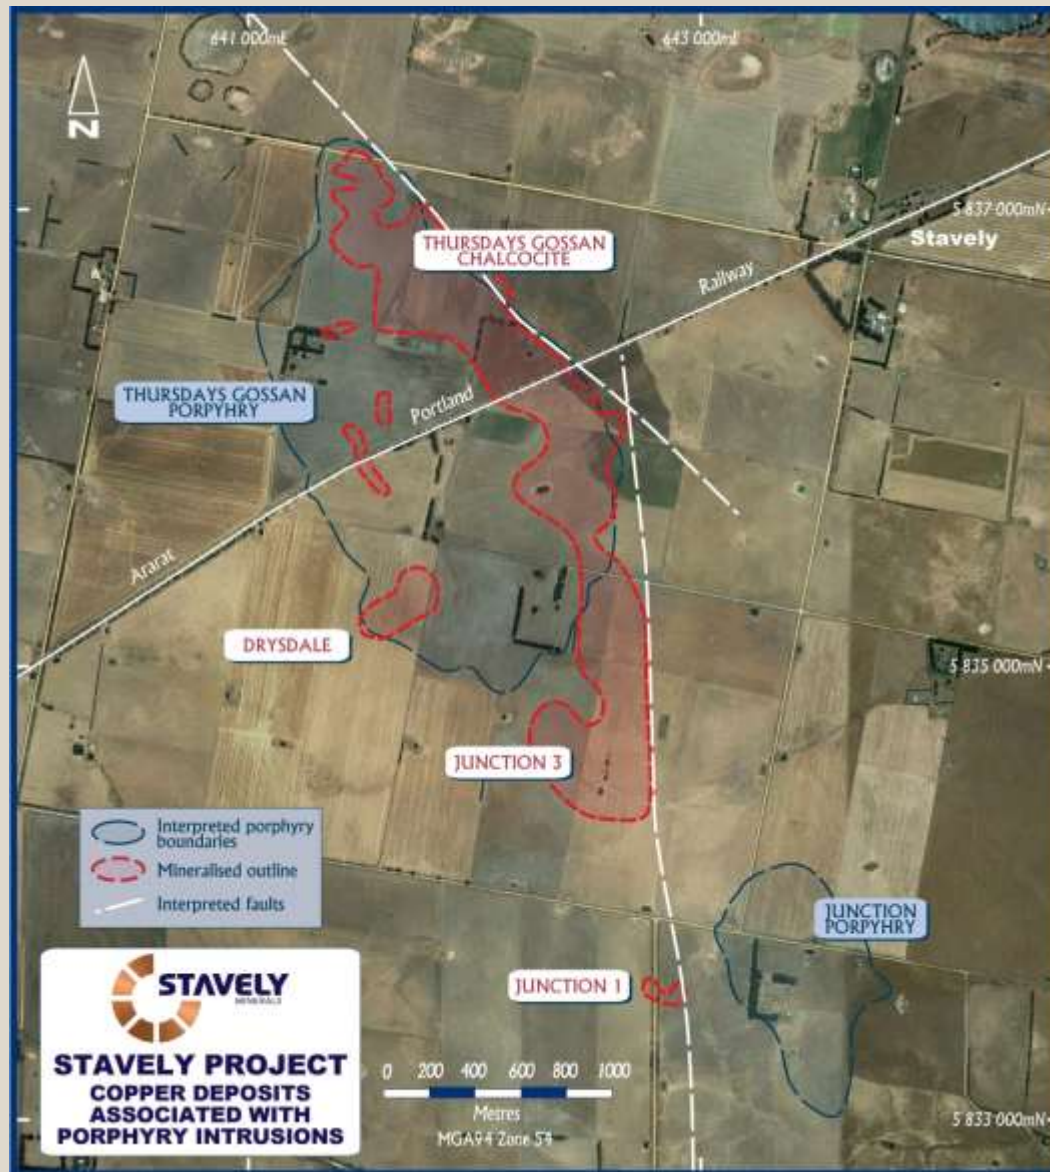 641 000mE
643 000mE
N
5 837 000mN
Stavely
THURSDAYS GOSSAN
CHALCOCITE
Railway
THURSDAYS GOSSAN
PORPYHRY
Portland
Ararat
DRYSDALE
5 835 000mN
JUNCTION 3
Interpreted porphyry
boundaries
Mineralised outline
Interpreted faults
JUNCTION
PORPYHRY
JUNCTION 1
STAVELY
MINERALS
STAVELY PROJECT
COPPER DEPOSITS
ASSOCIATED WITH
PORPHYRY INTRUSIONS
0 200 400 600 800 1000
Metres
MGA94 Zone 54
5 833 000mN